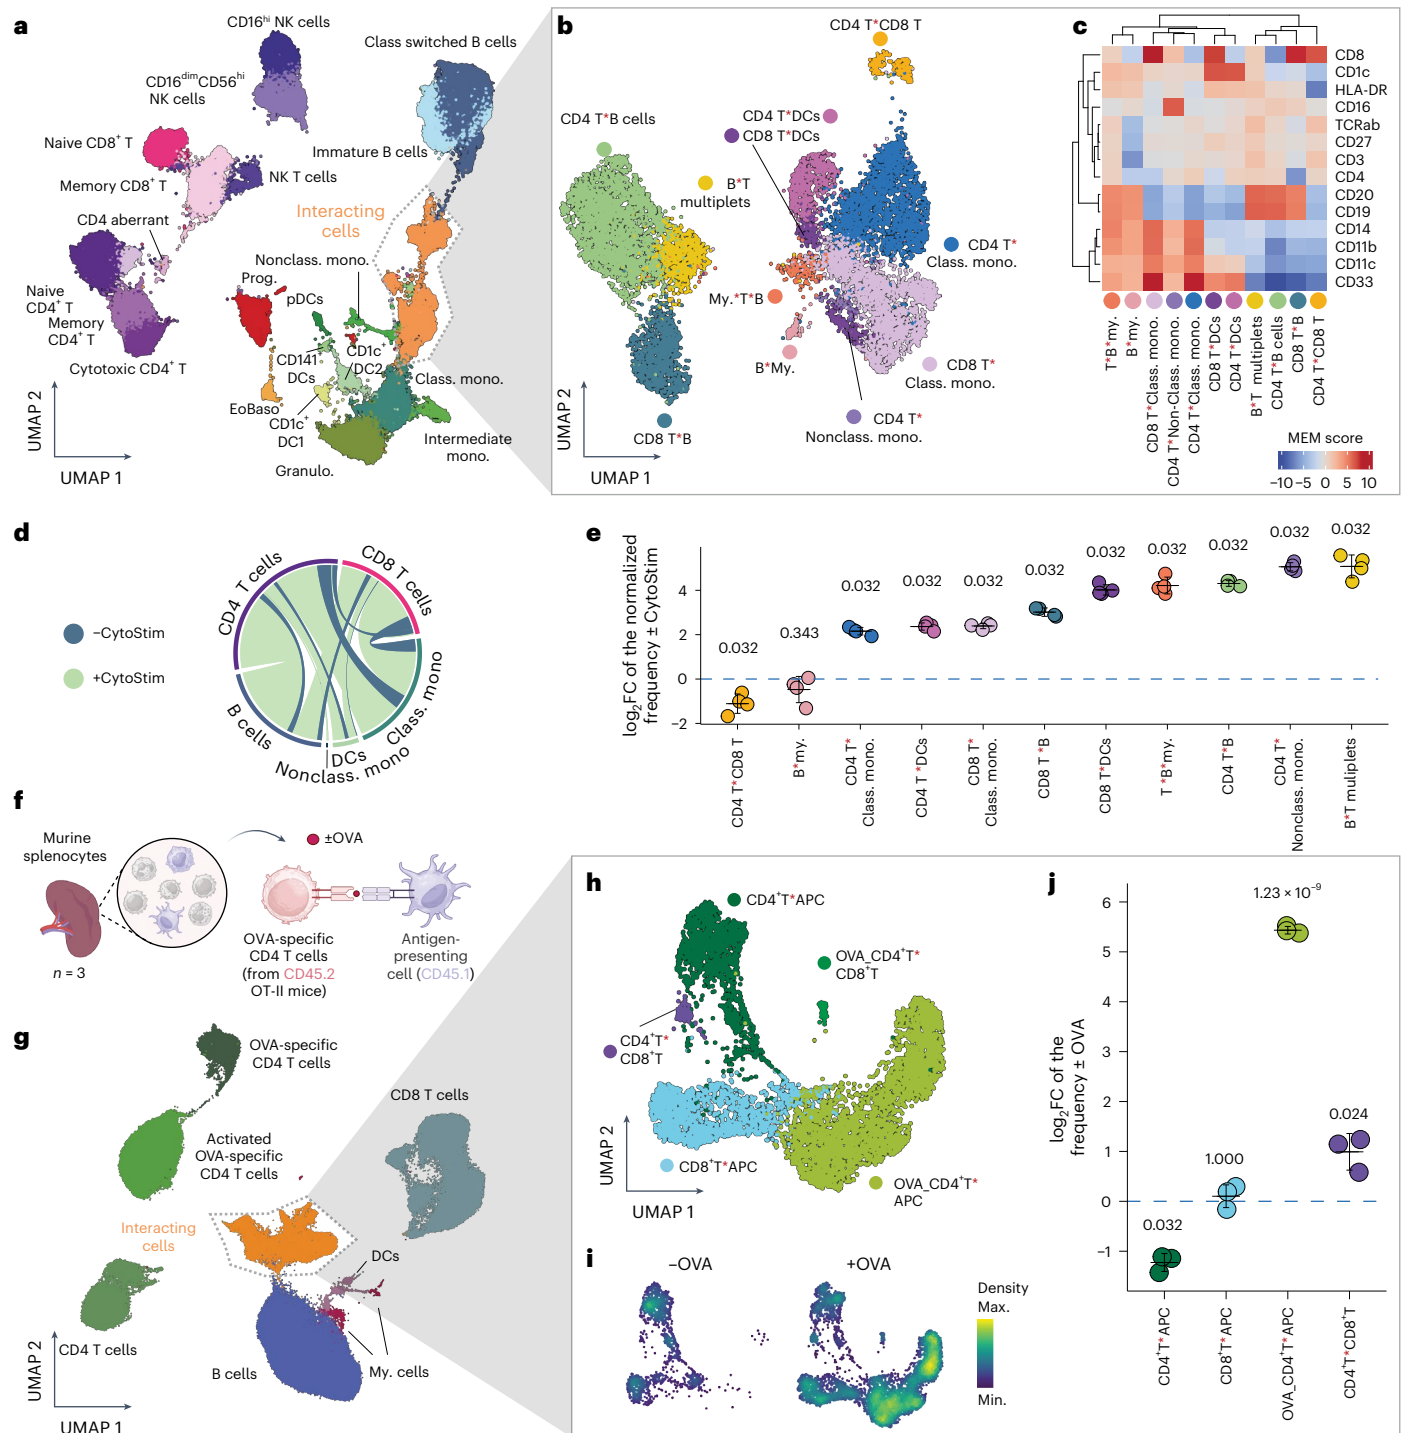 a
CD16hi NK cells
CD16dimCD56hi
NK cells
Class switched B cells
Immature B cells
Naive CD8+ T
Memory CD8+ T
NK T cells
CD4 aberrant
Interacting
cells
Nonclass. mono.
Prog.
pDCs
Naive
CD4+ T
Memory
CD4+ T
Cytotoxic CD4+ T
CD141+
DCs
CD1c+
/DC2
Class. mono.
EoBaso
CD1c+
DC1
Granulo.
Intermediate
mono.
UMAP 2
UMAP 1
b
CD4 T*CD8 T
CD4 T*B cells
CD4 T*DCs
CD8 T*DCs
B*T
multiplets
CD4 T*
Class. mono.
My.*T*B
B*My.
CD8 T*
Class. mono.
CD4 T*
Nonclass. mono.
CD8 T*B
UMAP 2
UMAP 1
c
CD8
CD1c
HLA-DR
CD16
TCRab
CD27
CD3
CD4
CD20
CD19
CD14
CD11b
CD11c
CD33
T*B*my.
B*my.
CD8 T*Class. mono.
CD4 T*Non-Class. mono.
CD4 T*Class. mono.
CD8 T*DCs
CD4 T*DCs
B*T multiplets
CD4 T*B cells
CD8 T*B
CD4 T*CD8 T
MEM score
−10 −5 0 5 10
d
−CytoStim
+CytoStim
CD4 T cells
CD8 T cells
Class. mono
DCs
Nonclass. mono
B cells
e
log2FC of the normalized
frequency ± CytoStim
4
2
0
−2
0.032
0.343
0.032
0.032
0.032
0.032
0.032
0.032
0.032
0.032
0.032
CD4 T*CD8 T
B*my.
CD4 T*
Class. mono.
CD4 T*DCs
CD8 T*
Class. mono.
CD8 T *B
CD8 T*DCs
T *B*my.
CD4 T*B
CD4 T*
Nonclass. mono.
B*T muliplets
f
Murine
splenocytes
n = 3
±OVA
OVA-specific
CD4 T cells
(from CD45.2
OT-II mice)
Antigen-
presenting
cell (CD45.1)
g
OVA-specific
CD4 T cells
Activated
OVA-specific
CD4 T cells
CD8 T cells
Interacting
cells
DCs
CD4 T cells
B cells
My. cells
UMAP 2
UMAP 1
h
CD4+T*APC
OVA_CD4+T*
CD8+T
CD4+T*
CD8+T
CD8+T*APC
OVA_CD4+T*
APC
UMAP 2
UMAP 1
i
−OVA
+OVA
Density
Max.
Min.
j
log2FC of the
frequency ± OVA
6
5
4
3
2
1
0
−1
0.032
1.000
1.23 × 10−9
0.024
CD4+T*APC
CD8+T*APC
OVA_CD4+T*APC
CD4+T*CD8+T